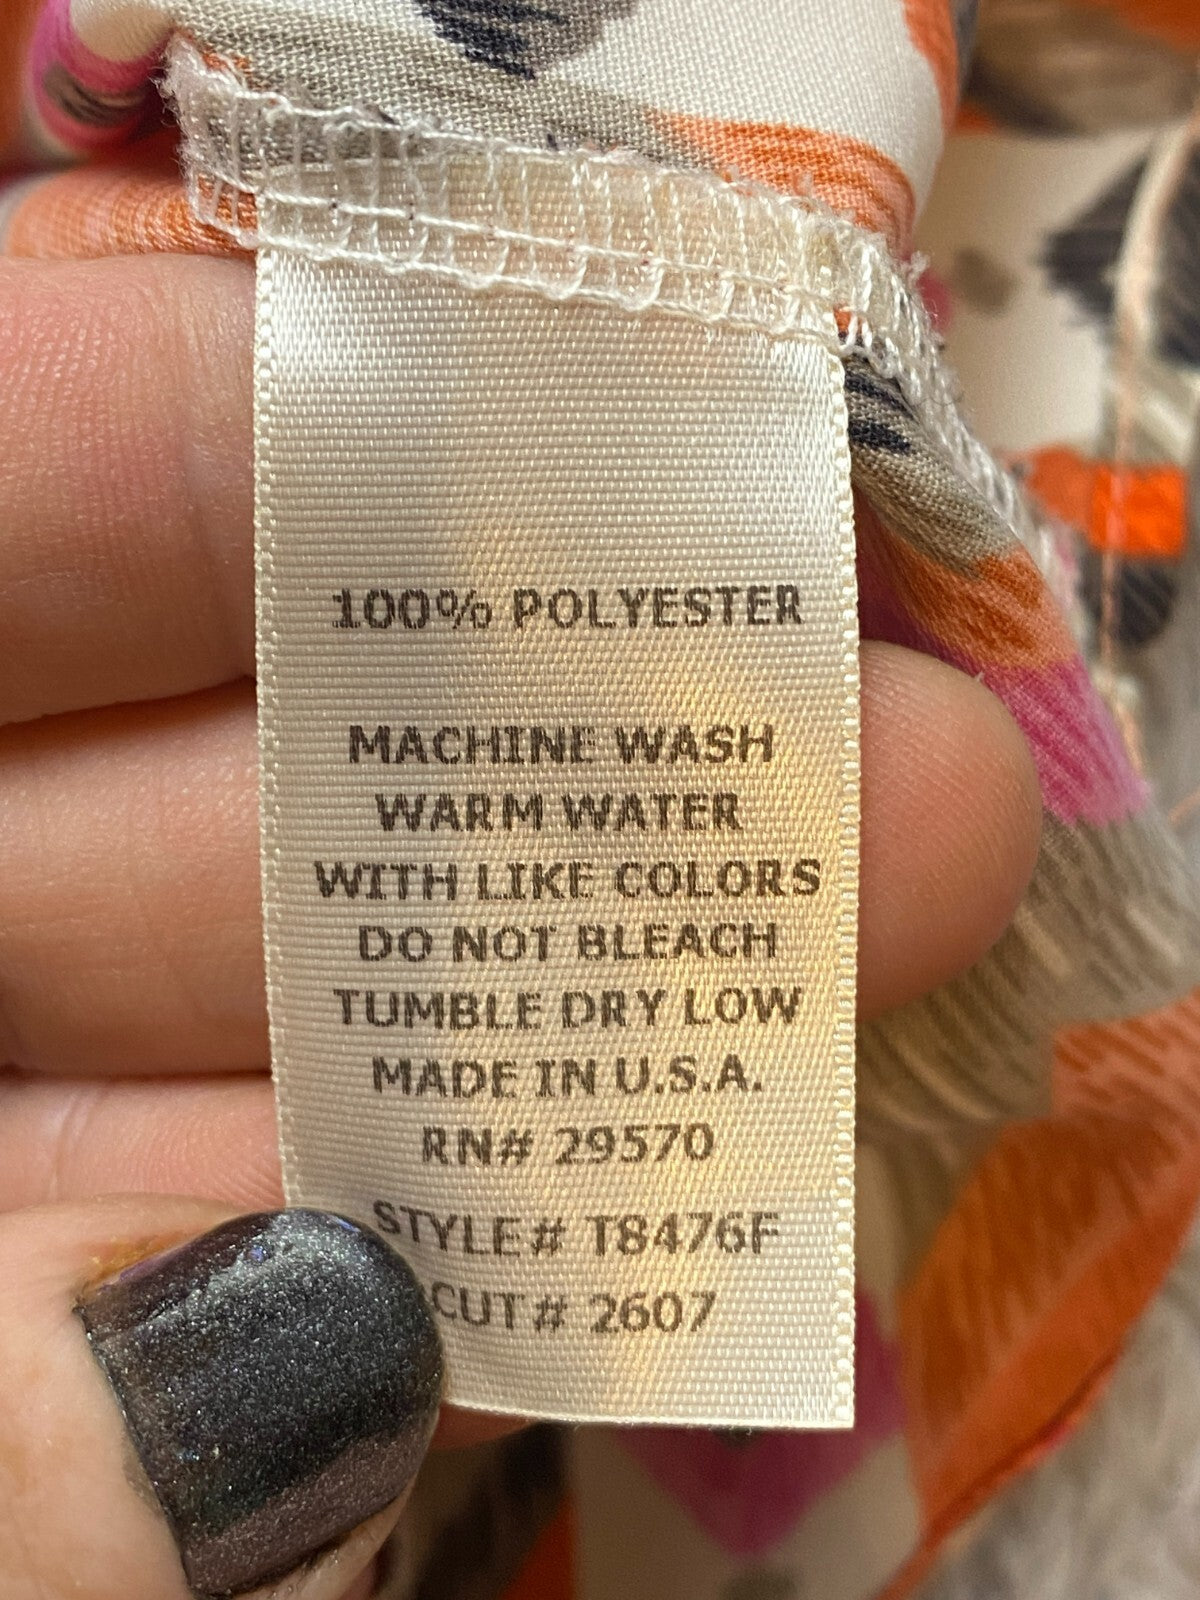 100% POLYESTER
MACHINE WASH
WARM WATER
WITH LIKE COLORS
DO NOT BLEACH
TUMBLE DRY LOW
MADE IN U.S.A.
RN# 29570
STYLE# T8476F
CUT# 2607